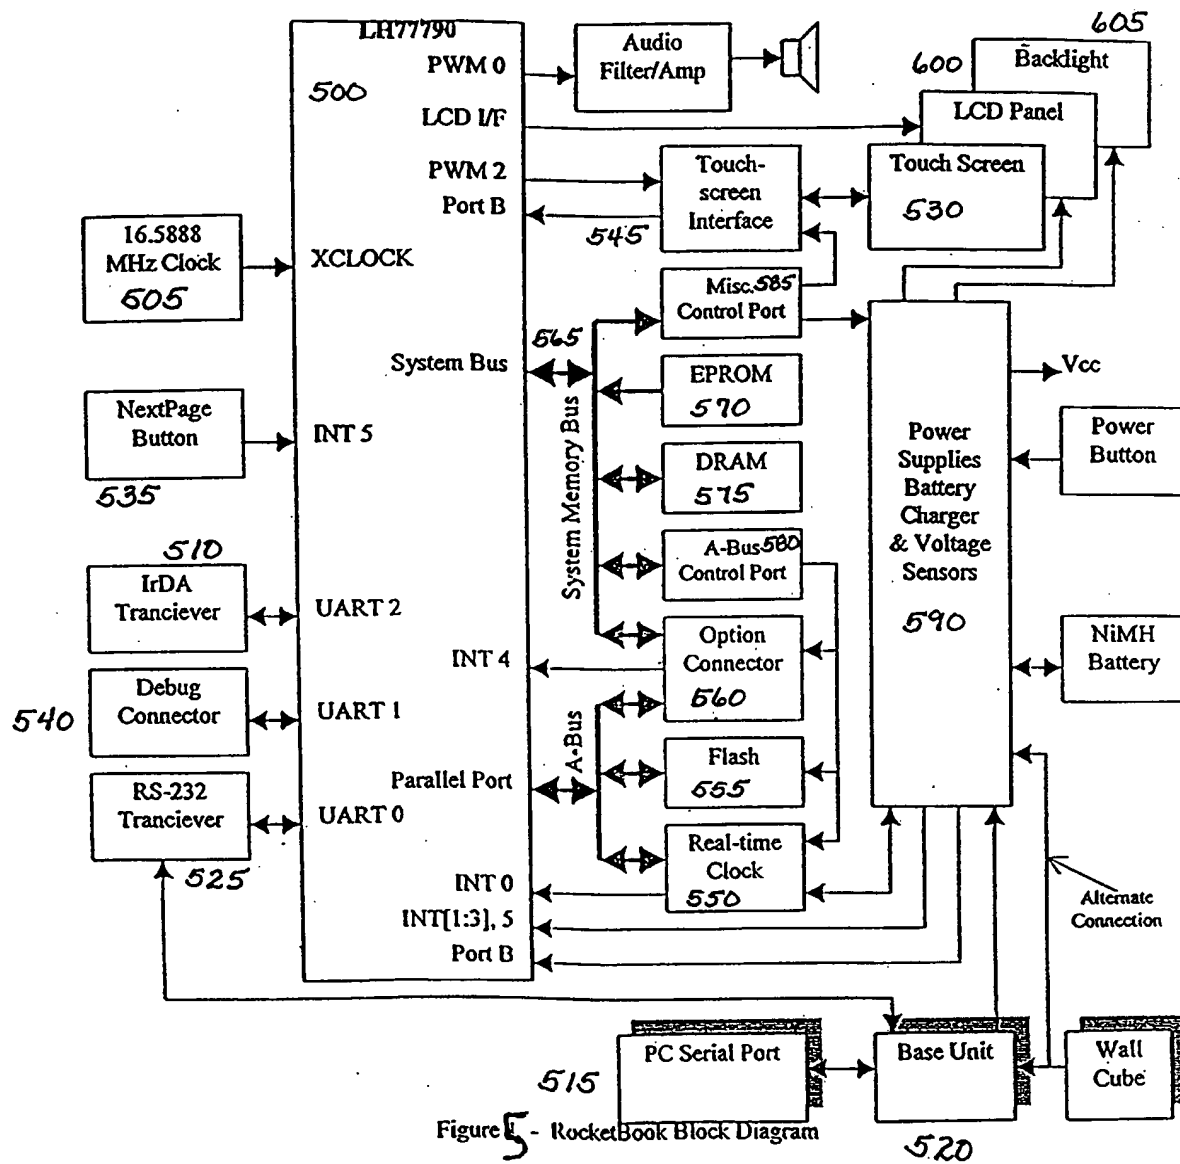 LH77790
500
PWM 0
LCD I/F
PWM 2
Port B
XCLOCK
System Bus
INT 5
UART 2
INT 4
UART 1
Parallel Port
UART 0
INT 0
INT[1:3], 5
Port B
Audio
Filter/Amp
605
Backlight
600
LCD Panel
Touch Screen
530
Touch-
screen
Interface
545
16.5888
MHz Clock
505
Misc. 585
Control Port
565
System Memory Bus
EPROM
570
NextPage
Button
535
DRAM
575
A-Bus 580
Control Port
510
IrDA
Tranciever
Option
Connector
560
540
Debug
Connector
A-Bus
Flash
555
RS-232
Tranciever
525
Real-time
Clock
550
Power
Supplies
Battery
Charger
& Voltage
Sensors
590
Vcc
Power
Button
NiMH
Battery
Alternate
Connection
PC Serial Port
515
Base Unit
520
Wall
Cube
Figure 5 - RocketBook Block Diagram